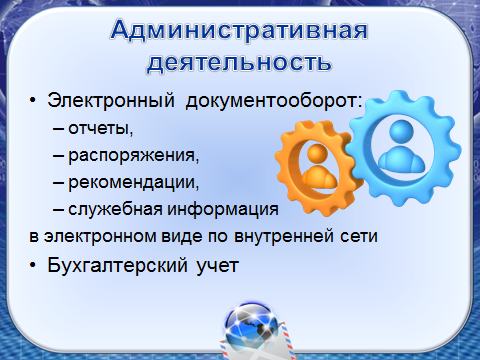 Административная
деятельность
• Электронный документооборот:
– отчеты,
– распоряжения,
– рекомендации,
– служебная информация
в электронном виде по внутренней сети
• Бухгалтерский учет